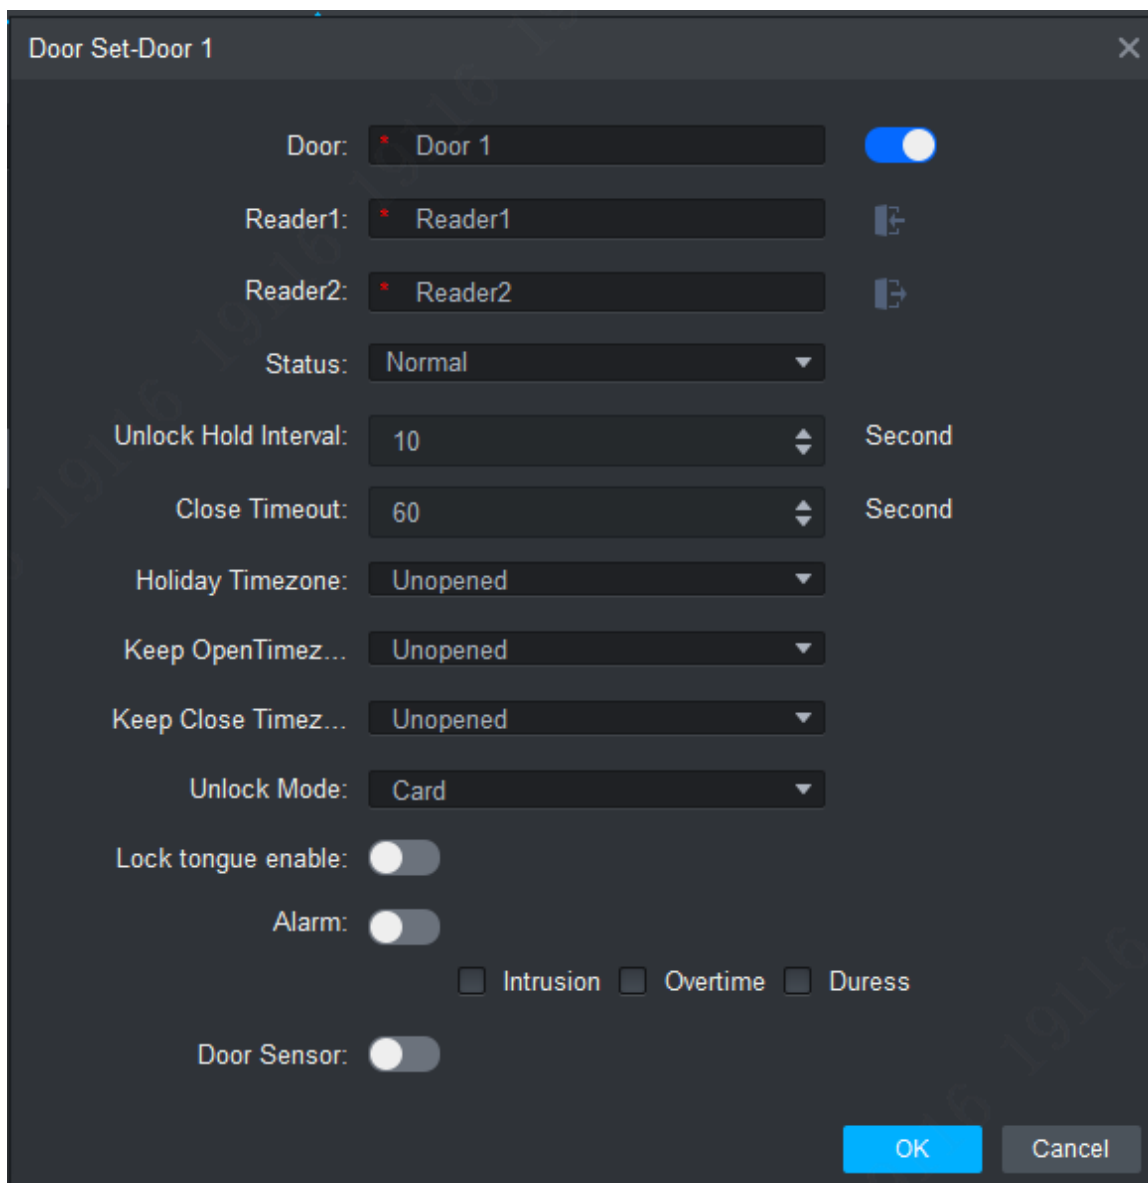 Door Set-Door 1
Door: * Door 1
Reader1: * Reader1
Reader2: * Reader2
Status: Normal
Unlock Hold Interval: 10 Second
Close Timeout: 60 Second
Holiday Timezone: Unopened
Keep OpenTimez... Unopened
Keep Close Timez... Unopened
Unlock Mode: Card
Lock tongue enable:
Alarm:
Intrusion Overtime Duress
Door Sensor:
OK Cancel